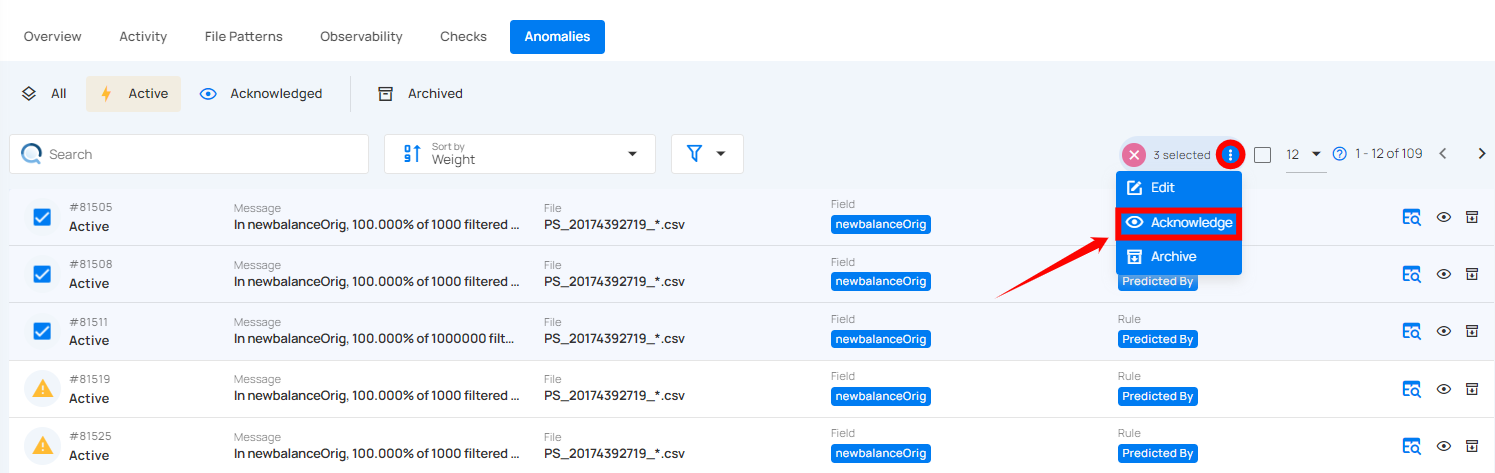 Overview Activity File Patterns Observability Checks Anomalies
All Active Acknowledged Archived
Search
Sort by
Weight
3 selected
12
1 - 12 of 109
Edit
Acknowledge
Archive
#81505
Active
Message
In newbalanceOrig, 100.000% of 1000 filtered ...
File
PS_20174392719_*.csv
Field
newbalanceOrig
#81508
Active
Message
In newbalanceOrig, 100.000% of 1000 filtered ...
File
PS_20174392719_*.csv
Field
newbalanceOrig
Predicted By
#81511
Active
Message
In newbalanceOrig, 100.000% of 1000000 filt...
File
PS_20174392719_*.csv
Field
newbalanceOrig
Rule
Predicted By
#81519
Active
Message
In newbalanceOrig, 100.000% of 1000 filtered ...
File
PS_20174392719_*.csv
Field
newbalanceOrig
Rule
Predicted By
#81525
Active
Message
In newbalanceOrig, 100.000% of 1000 filtered ...
File
PS_20174392719_*.csv
Field
newbalanceOrig
Rule
Predicted By